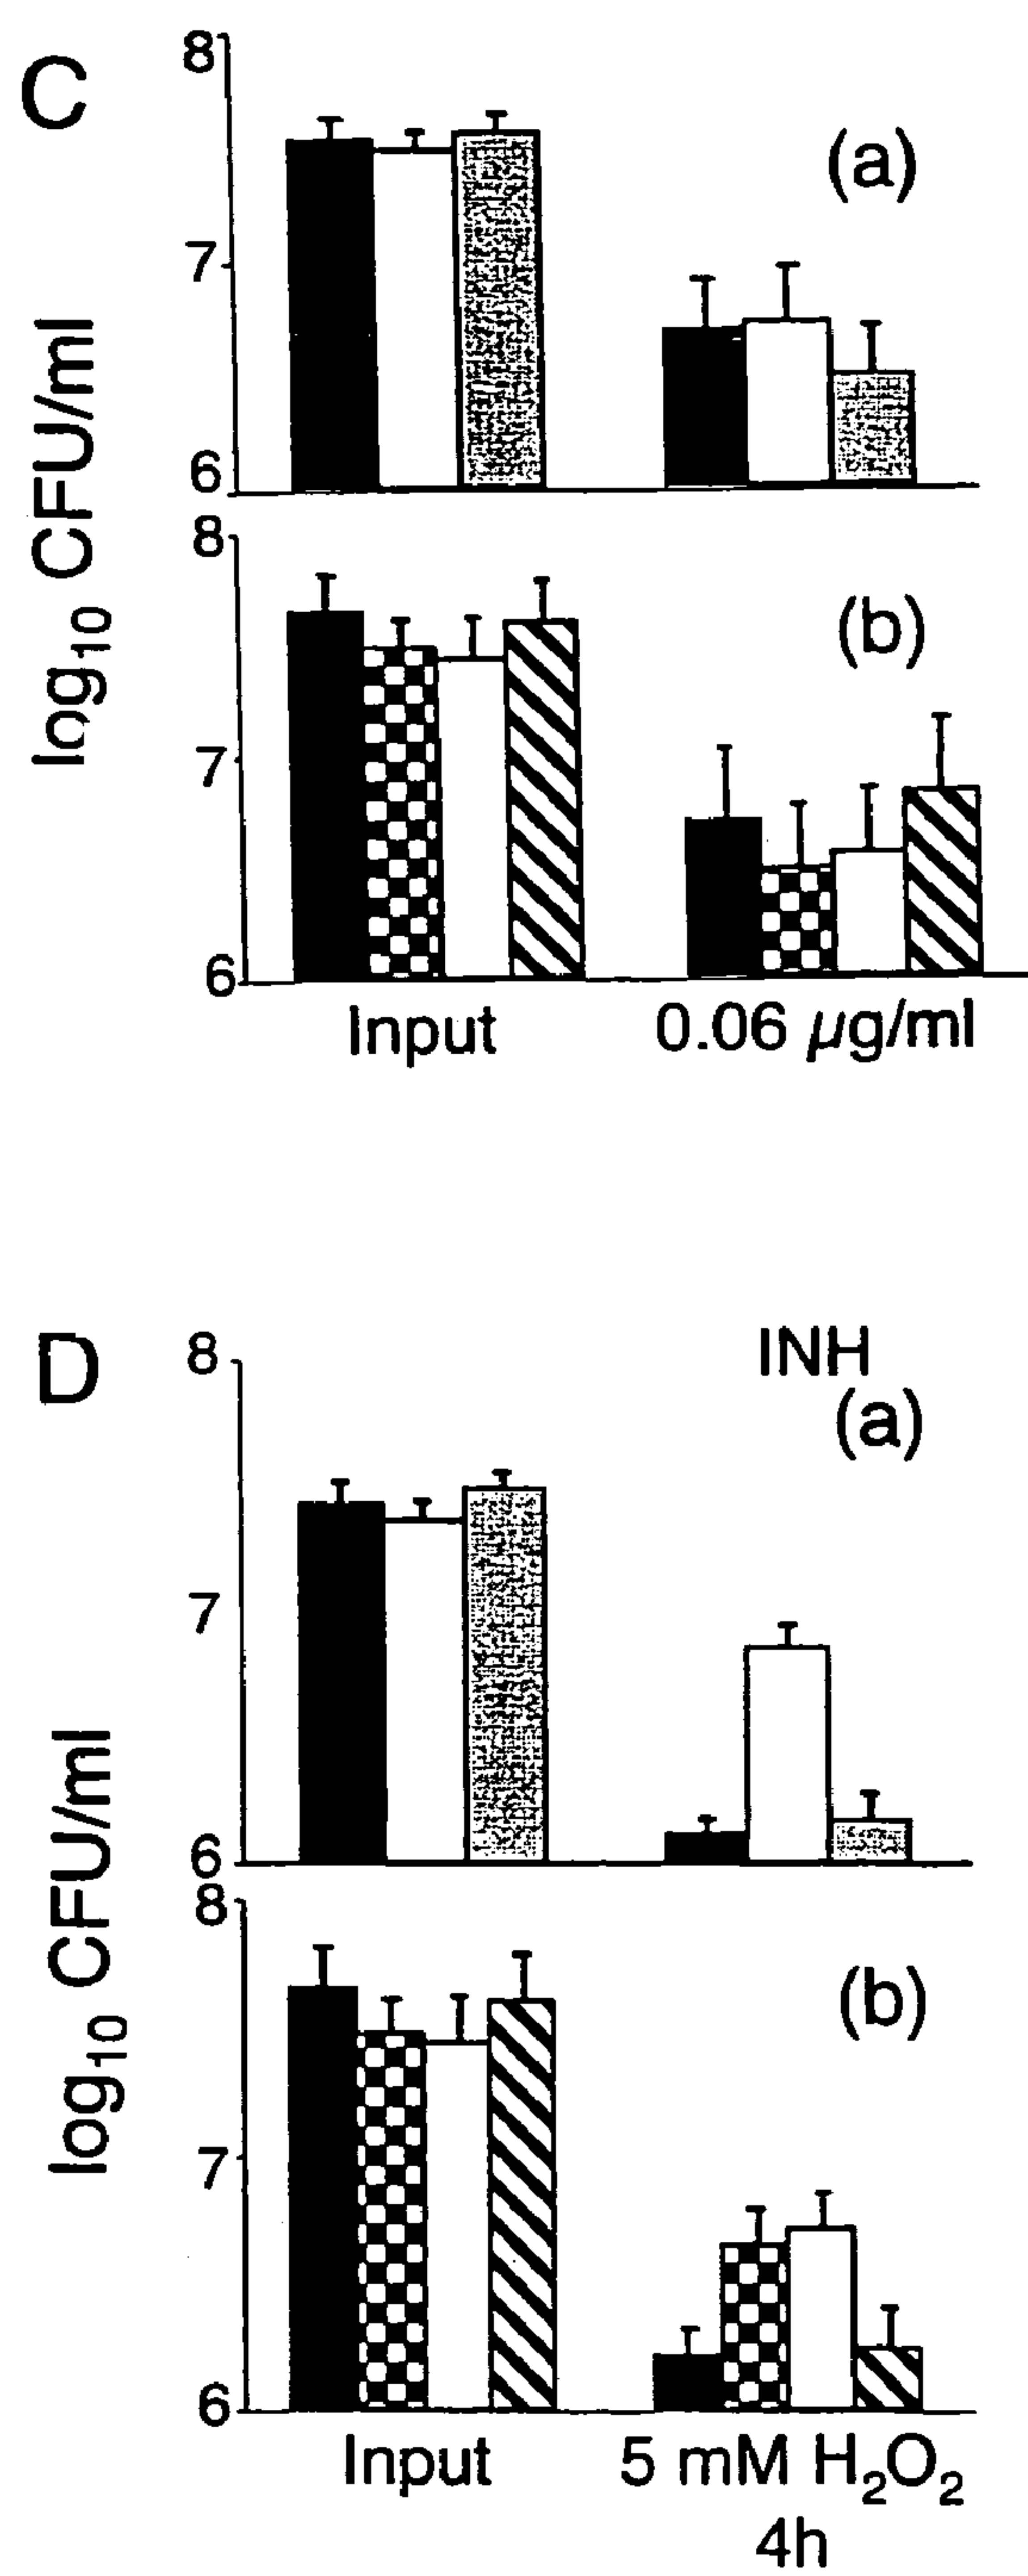 C
8
(a)
7
6
log10 CFU/ml
8
(b)
7
6
Input 0.06 µg/ml
D
8
INH
(a)
7
6
log10 CFU/ml
8
(b)
7
6
Input 5 mM H2O2
4h